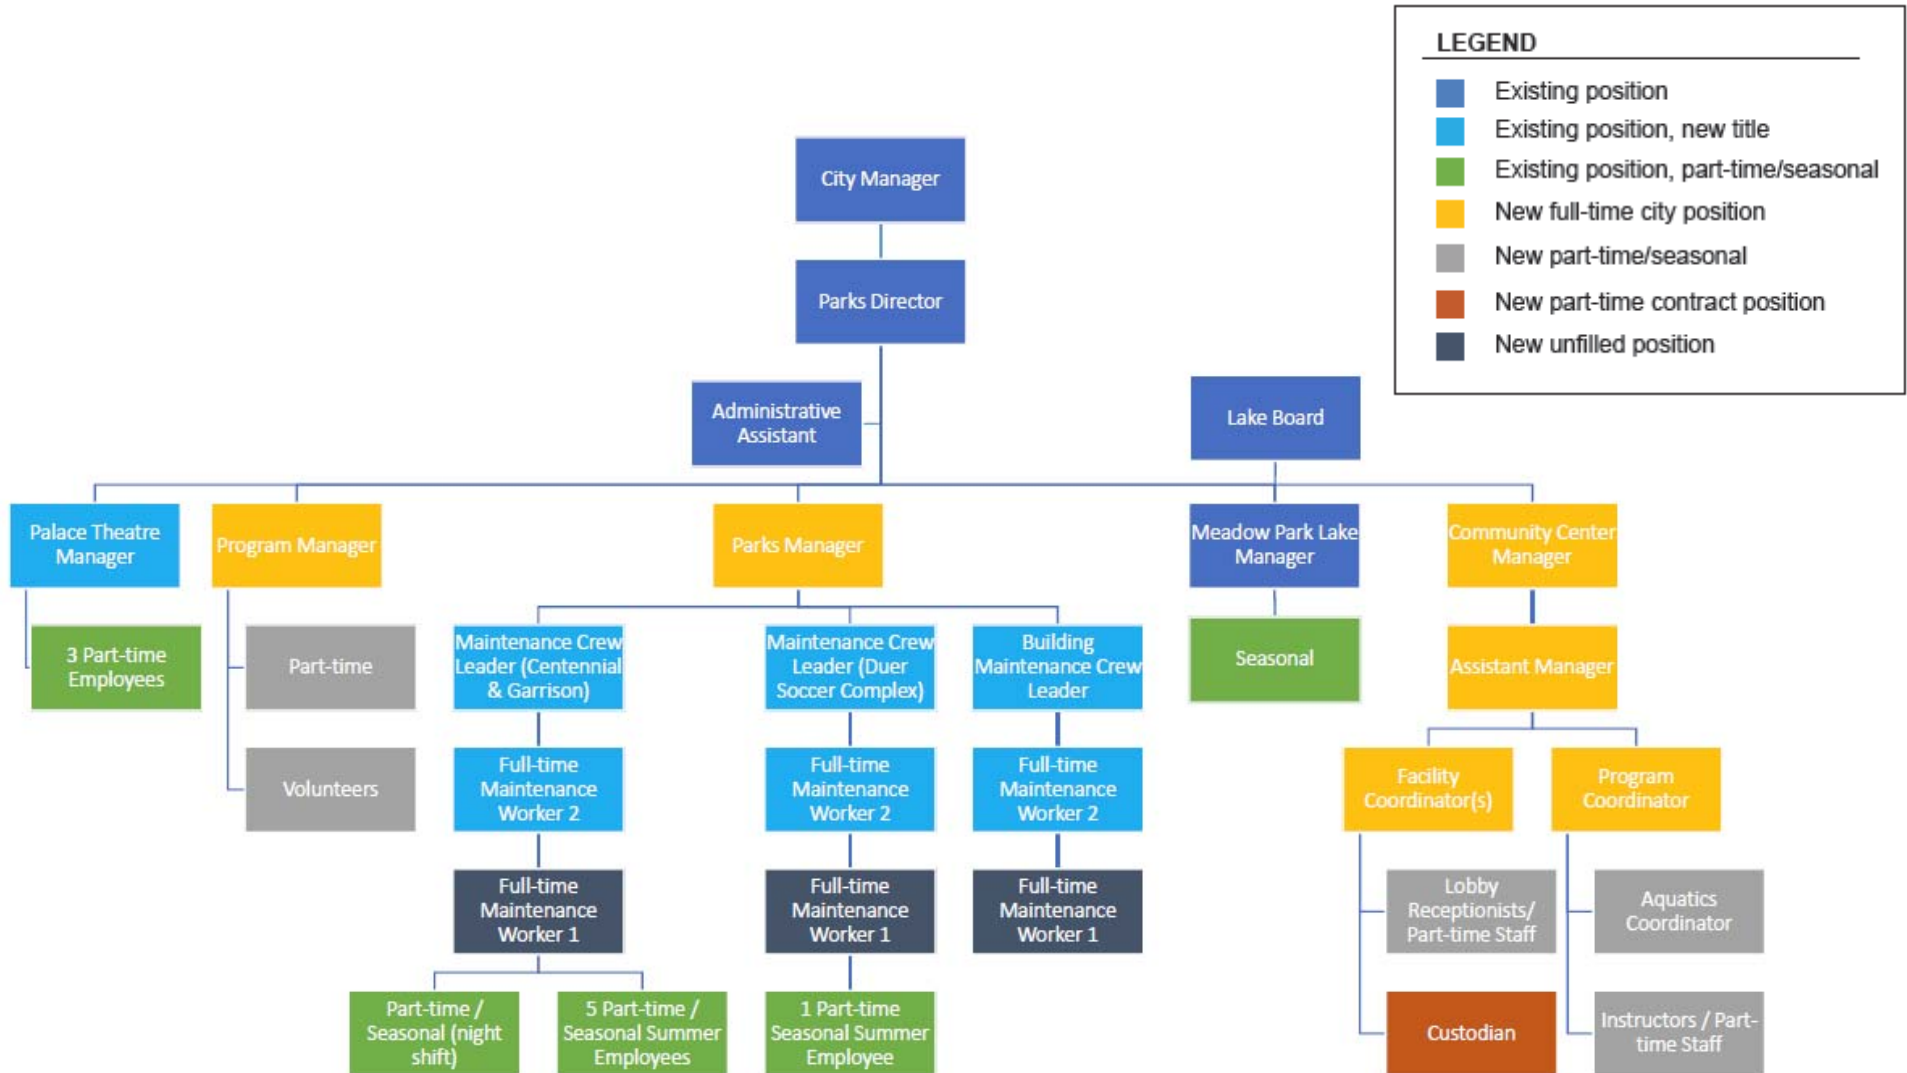 LEGEND
Existing position
Existing position, new title
Existing position, part-time/seasonal
New full-time city position
New part-time/seasonal
New part-time contract position
New unfilled position
City Manager
Parks Director
Administrative
Assistant
Lake Board
Palace Theatre
Manager
Program Manager
Parks Manager
Meadow Park Lake
Manager
Community Center
Manager
3 Part-time
Employees
Part-time
Volunteers
Maintenance Crew
Leader (Centennial
& Garrison)
Maintenance Crew
Leader (Duer
Soccer Complex)
Building
Maintenance Crew
Leader
Seasonal
Assistant Manager
Full-time
Maintenance
Worker 2
Full-time
Maintenance
Worker 2
Full-time
Maintenance
Worker 2
Facility
Coordinator(s)
Program
Coordinator
Full-time
Maintenance
Worker 1
Full-time
Maintenance
Worker 1
Full-time
Maintenance
Worker 1
Lobby
Receptionists/
Part-time Staff
Aquatics
Coordinator
Part-time /
Seasonal (night
shift)
5 Part-time /
Seasonal Summer
Employees
1 Part-time
Seasonal Summer
Employee
Custodian
Instructors / Part-
time Staff